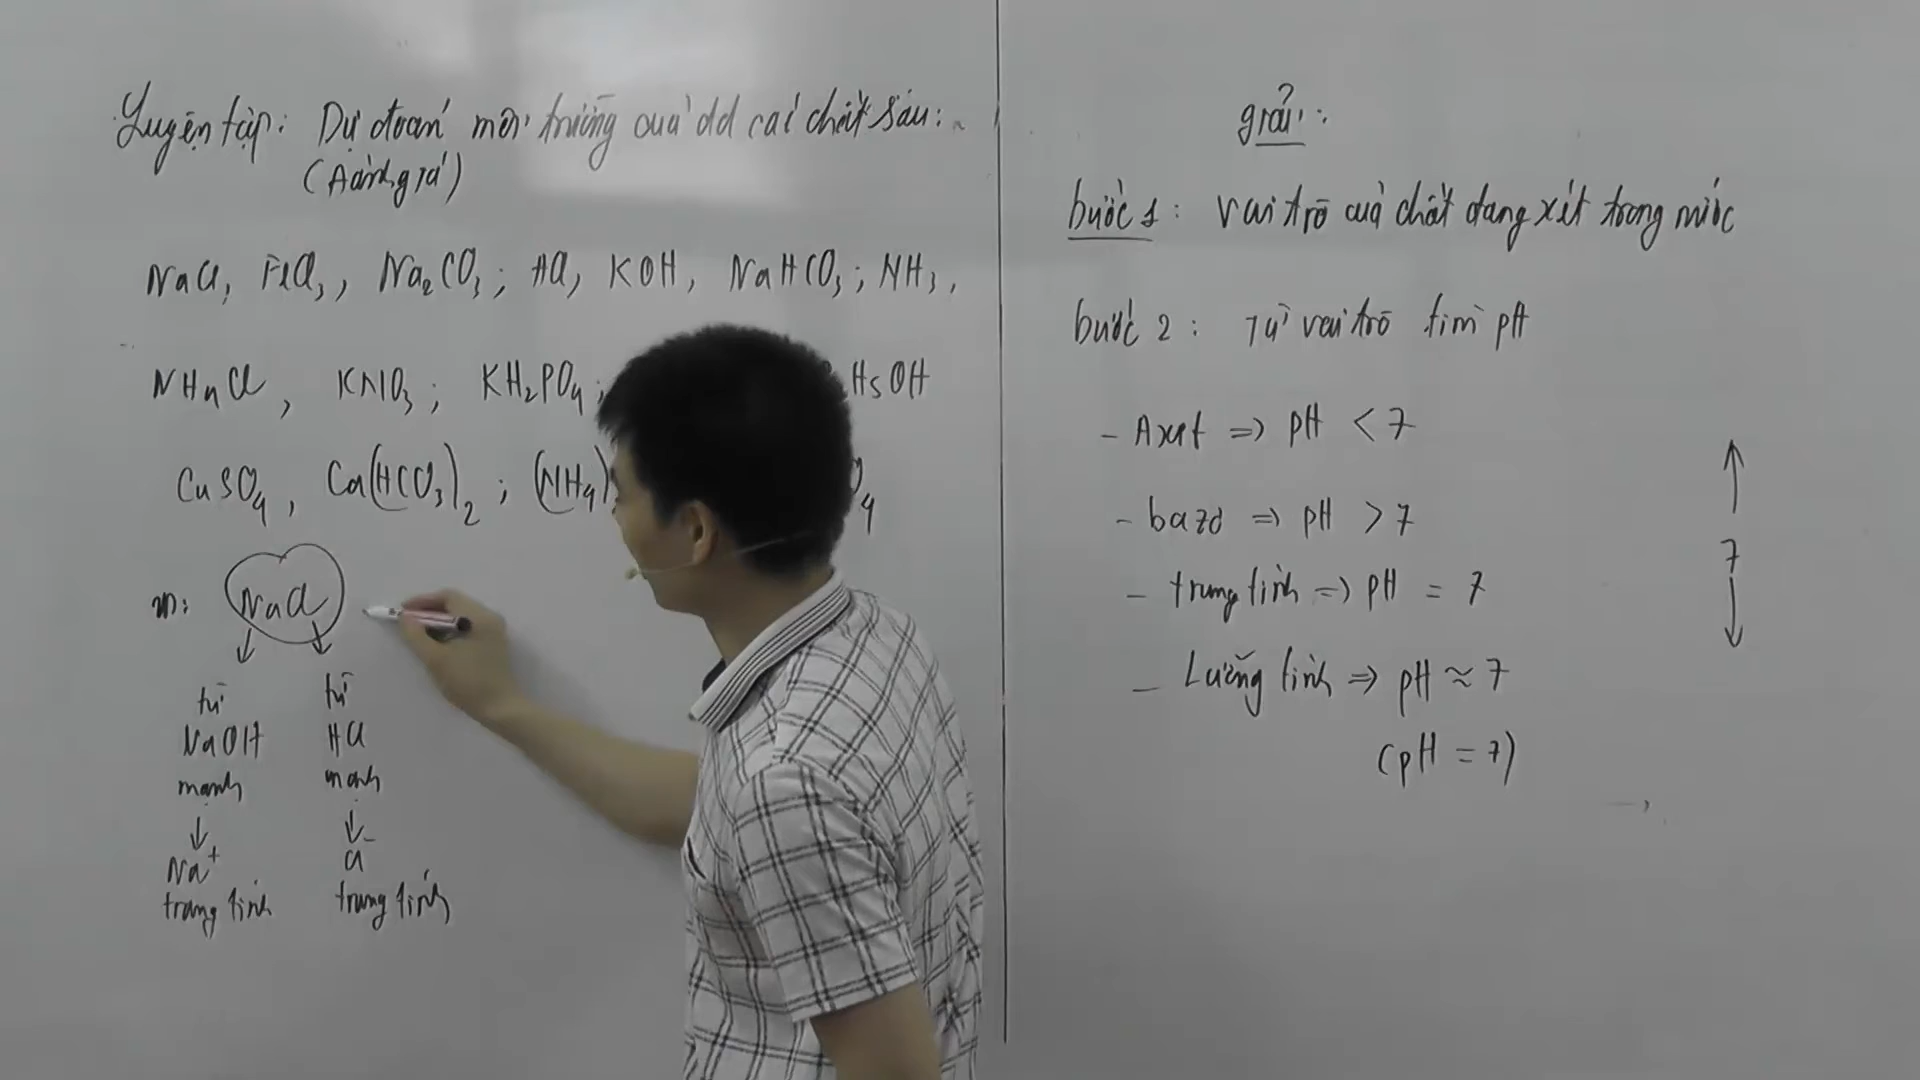 Luyện tập: Dự đoán môi trường của dd các chất sau:
(Đánh giá)
NaCl, FeCl₃, Na₂CO₃; HCl, KOH, NaHCO₃; NH₃,
NH₄Cl, KNO₃; KH₂PO₄; H₅OH
CuSO₄, Ca(HCO₃)₂; (NH₄) ₄
NaCl
↓ ↓
từ từ
NaOH HCl
mạnh mạnh
↓ ↓
Na⁺ Cl⁻
trung tính trung tính
giải:
bước 1: vai trò của chất đang xét trong nước
bước 2: Từ vai trò tìm pH
- Axit => pH < 7
- bazơ => pH > 7
- trung tính => pH = 7
- Lưỡng tính => pH ≈ 7
(pH = 7)
↑
7
↓